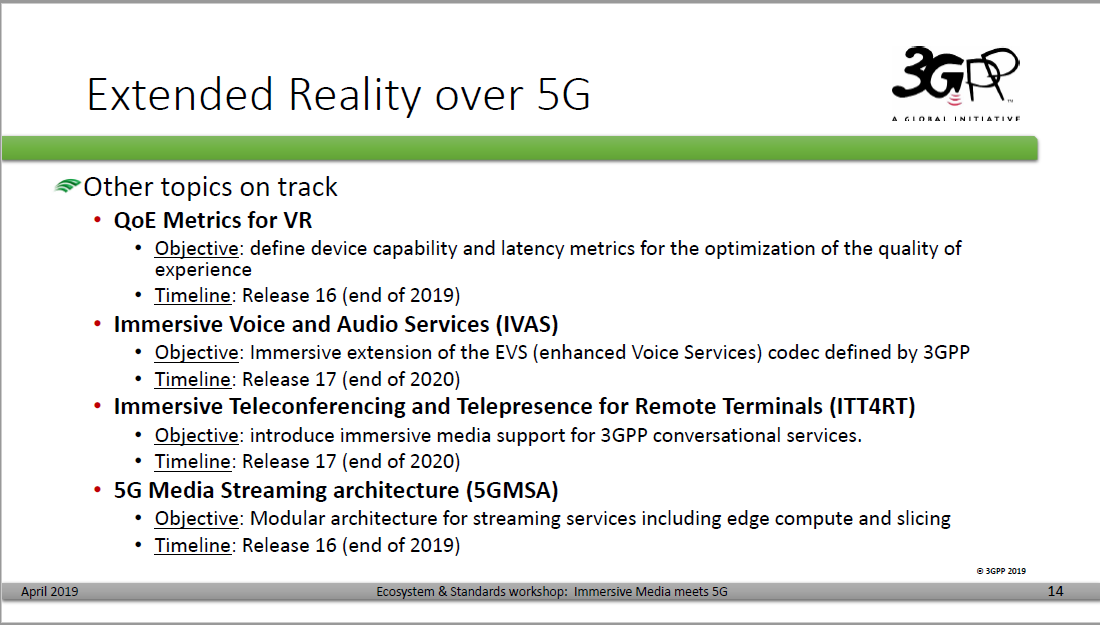 Extended Reality over 5G
3GPP
TM
A GLOBAL INITIATIVE
Other topics on track
• QoE Metrics for VR
• Objective: define device capability and latency metrics for the optimization of the quality of
experience
• Timeline: Release 16 (end of 2019)
• Immersive Voice and Audio Services (IVAS)
• Objective: Immersive extension of the EVS (enhanced Voice Services) codec defined by 3GPP
• Timeline: Release 17 (end of 2020)
• Immersive Teleconferencing and Telepresence for Remote Terminals (ITT4RT)
• Objective: introduce immersive media support for 3GPP conversational services.
• Timeline: Release 17 (end of 2020)
• 5G Media Streaming architecture (5GMSA)
• Objective: Modular architecture for streaming services including edge compute and slicing
• Timeline: Release 16 (end of 2019)
© 3GPP 2019
April 2019
Ecosystem & Standards workshop: Immersive Media meets 5G
14